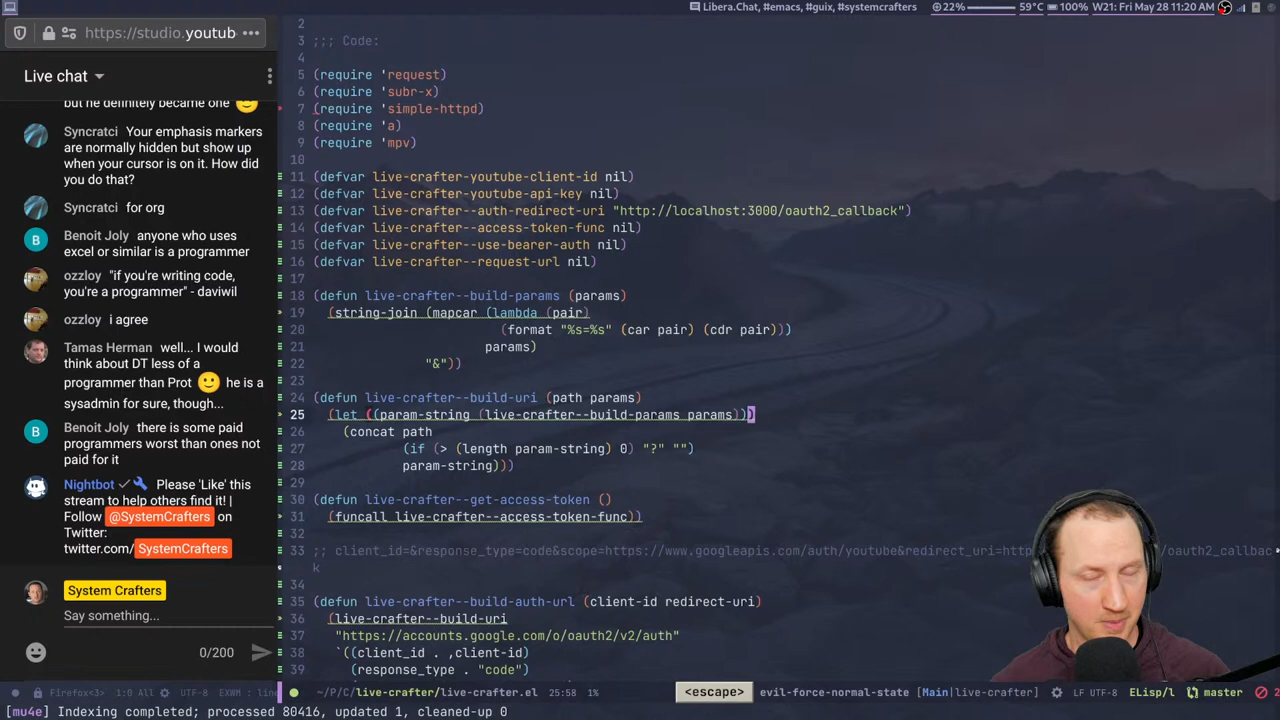 Libera.Chat, #emacs, #guix, #systemcrafters
22%
59°C
100%
W21: Fri May 28 11:20 AM
https://studio.youtub
Live chat
but he definitely became one
Syncratci Your emphasis markers
are normally hidden but show up
when your cursor is on it. How did
you do that?
Syncratci for org
B
Benoit Joly anyone who uses
excel or similar is a programmer
ozzloy "if you're writing code,
you're a programmer" - daviwil
ozzloy i agree
Tamas Herman well... I would
think about DT less of a
programmer than Prot he is a
sysadmin for sure, though...
B
Benoit Joly there is some paid
programmers worst than ones not
paid for it
Nightbot Please 'Like' this
stream to help others find it! |
Follow @SystemCrafters on
Twitter:
twitter.com/ SystemCrafters
System Crafters
Say something...
0/200
2
3 ;;; Code:
4
5 (require 'request)
6 (require 'subr-x)
7 (require 'simple-httpd)
8 (require 'a)
9 (require 'mpv)
10
11 (defvar live-crafter-youtube-client-id nil)
12 (defvar live-crafter-youtube-api-key nil)
13 (defvar live-crafter--auth-redirect-uri "http://localhost:3000/oauth2_callback")
14 (defvar live-crafter--access-token-func nil)
15 (defvar live-crafter--use-bearer-auth nil)
16 (defvar live-crafter--request-url nil)
17
18 (defun live-crafter--build-params (params)
19 (string-join (mapcar (lambda (pair)
20 (format "%s=%s" (car pair) (cdr pair)))
21 params)
22 "&"))
23
24 (defun live-crafter--build-uri (path params)
25 (let ((param-string (live-crafter--build-params params)))
26 (concat path
27 (if (> (length param-string) 0) "?" "")
28 param-string)))
29
30 (defun live-crafter--get-access-token ()
31 (funcall live-crafter--access-token-func))
32
33 ;; client_id=&response_type=code&scope=https://www.googleapis.com/auth/youtube&redirect_uri=http
/oauth2_callbac
k
34
35 (defun live-crafter--build-auth-url (client-id redirect-uri)
36 (live-crafter--build-uri
37 "https://accounts.google.com/o/oauth2/v2/auth"
38 `((client_id . ,client-id)
39 (response_type . "code")
Firefox<3> 1:0 All UTF-8 EXWM : lin
~/P/C/live-crafter/live-crafter.el 25:58 1% <escape> evil-force-normal-state [Main|live-crafter] LF UTF-8 ELisp/l master 2
[mu4e] Indexing completed; processed 80416, updated 1, cleaned-up 0